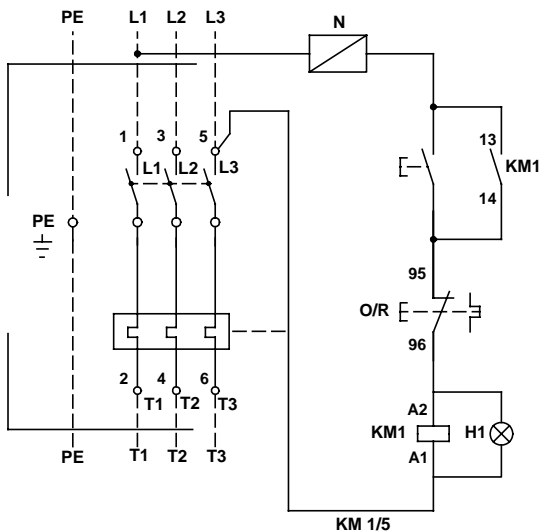 PE L1 L2 L3 N
1 3 5 13
L1 L2 L3 KM1
14
PE
95
O/R
96
2 4 6
T1 T2 T3 A2
KM1 H1
A1
PE T1 T2 T3
KM 1/5